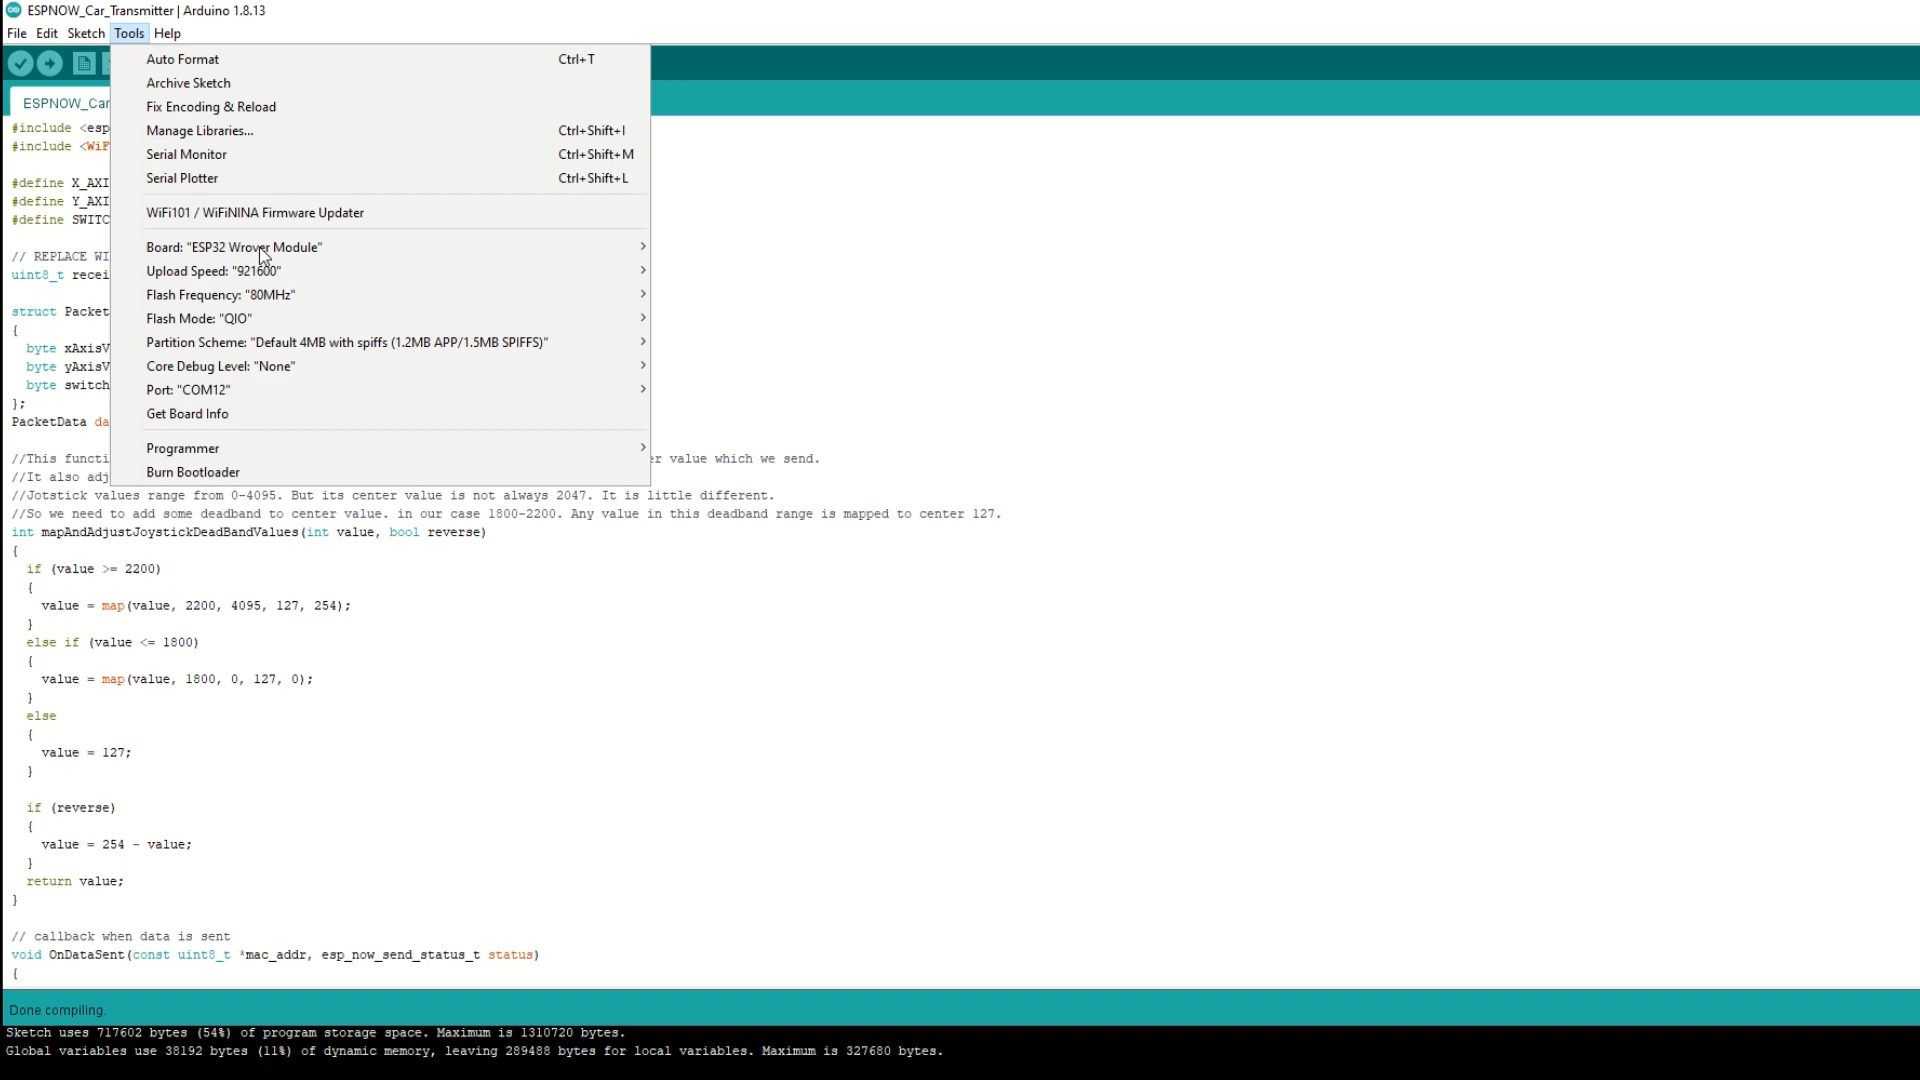 ESPNOW_Car_Transmitter | Arduino 1.8.13
File Edit Sketch Tools Help
Auto Format Ctrl+T
Archive Sketch
Fix Encoding & Reload
Manage Libraries... Ctrl+Shift+I
Serial Monitor Ctrl+Shift+M
Serial Plotter Ctrl+Shift+L
WiFi101 / WiFiNINA Firmware Updater
Board: "ESP32 Wrover Module"
Upload Speed: "921600"
Flash Frequency: "80MHz"
Flash Mode: "QIO"
Partition Scheme: "Default 4MB with spiffs (1.2MB APP/1.5MB SPIFFS)"
Core Debug Level: "None"
Port: "COM12"
Get Board Info
Programmer
Burn Bootloader
ESPNOW_Car
#include <esp
#include <WiF
#define X_AXI
#define Y_AXI
#define SWITC
// REPLACE WI
uint8_t recei
struct Packet
{
byte xAxisV
byte yAxisV
byte switch
};
PacketData da
//This functi er value which we send.
//It also adj
//Jotstick values range from 0-4095. But its center value is not always 2047. It is little different.
//So we need to add some deadband to center value. in our case 1800-2200. Any value in this deadband range is mapped to center 127.
int mapAndAdjustJoystickDeadBandValues(int value, bool reverse)
{
if (value >= 2200)
{
value = map(value, 2200, 4095, 127, 254);
}
else if (value <= 1800)
{
value = map(value, 1800, 0, 127, 0);
}
else
{
value = 127;
}
if (reverse)
{
value = 254 - value;
}
return value;
}
// callback when data is sent
void OnDataSent(const uint8_t *mac_addr, esp_now_send_status_t status)
{
Done compiling.
Sketch uses 717602 bytes (54%) of program storage space. Maximum is 1310720 bytes.
Global variables use 38192 bytes (11%) of dynamic memory, leaving 289488 bytes for local variables. Maximum is 327680 bytes.